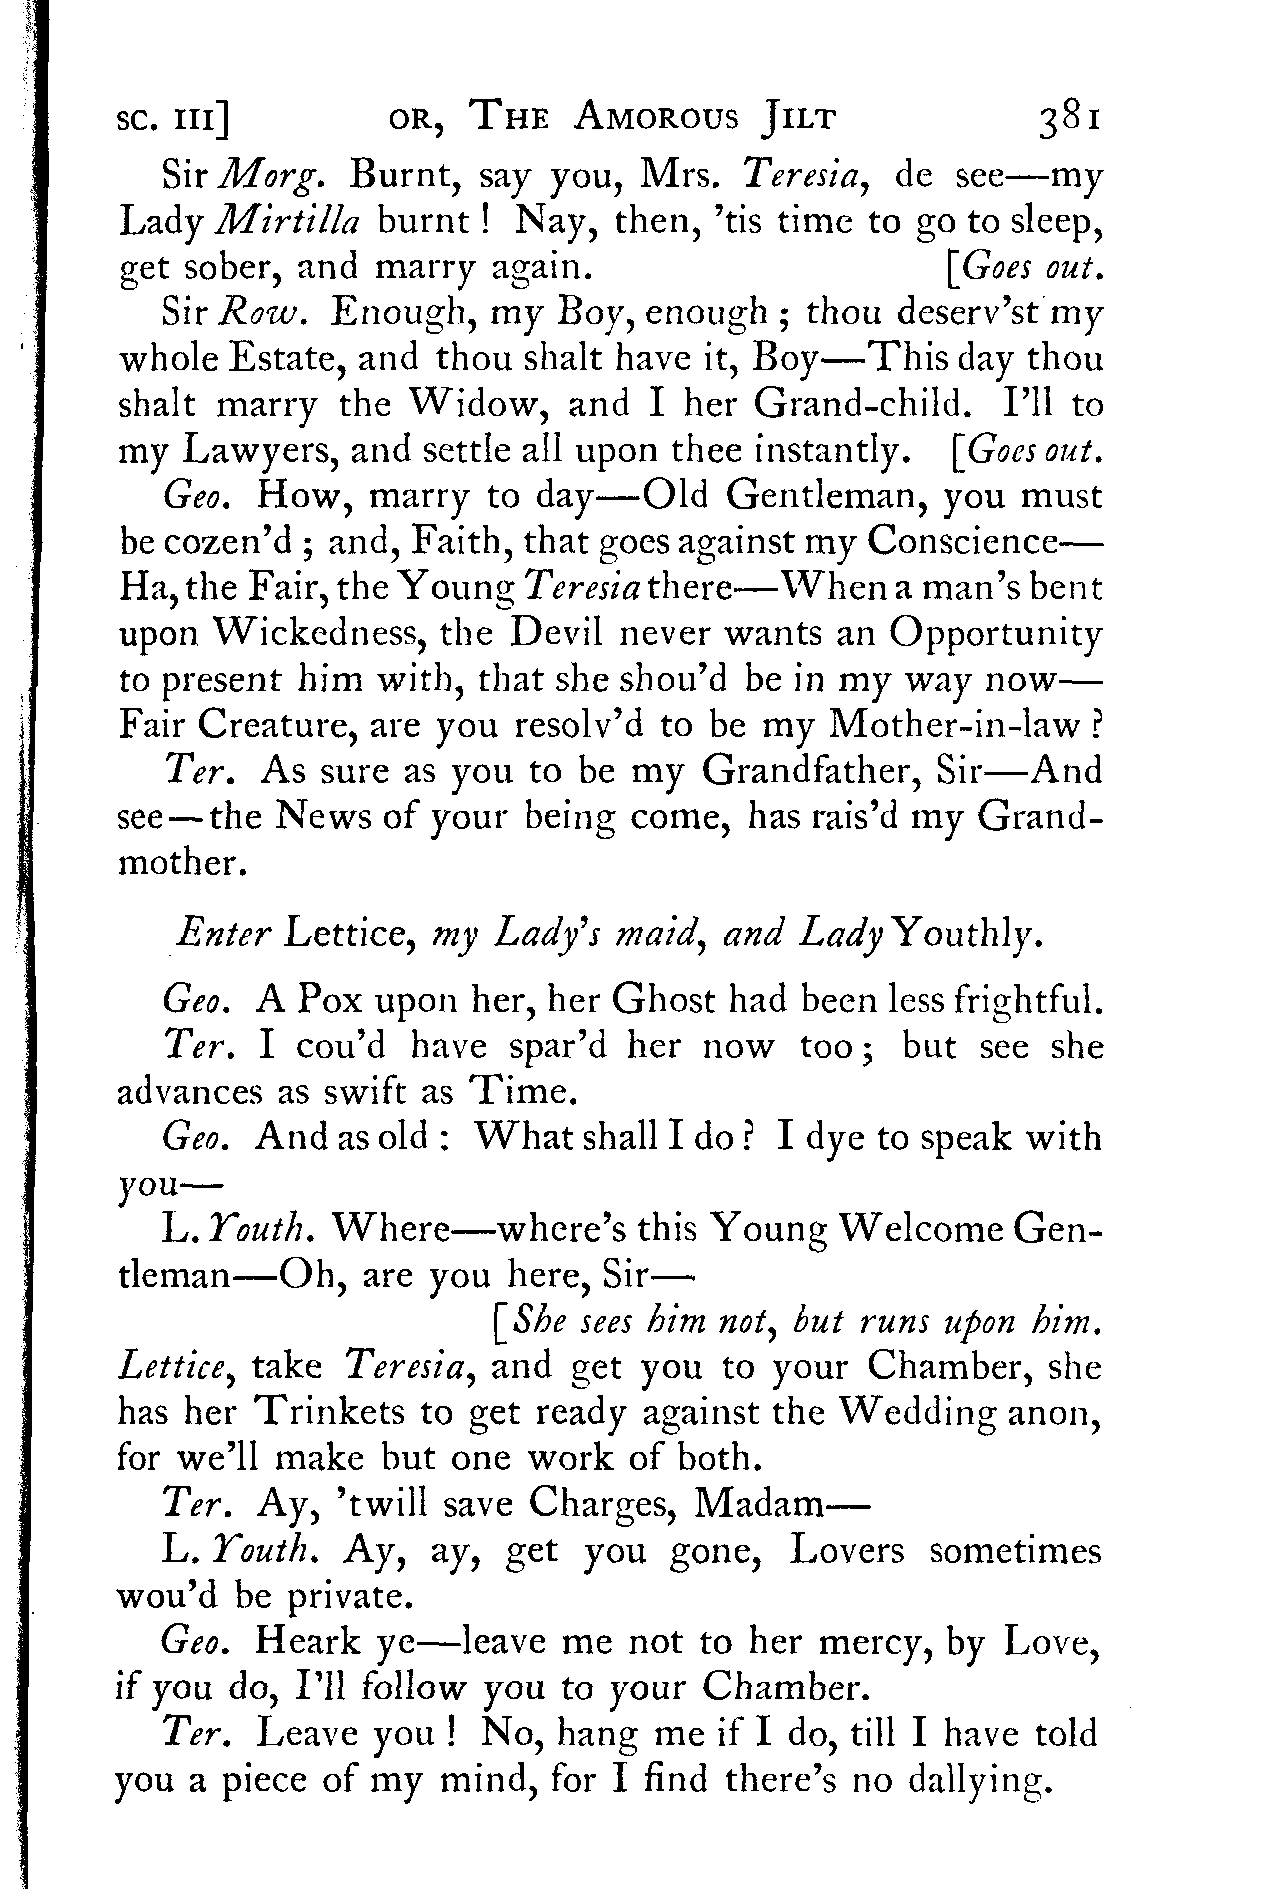 SC. III] OR, THE AMOROUS JILT 381
Sir Morg. Burnt, say you, Mrs. Teresia, de see—my
Lady Mirtilla burnt ! Nay, then, 'tis time to go to sleep,
get sober, and marry again. [Goes out.
Sir Row. Enough, my Boy, enough ; thou deserv'st my
whole Estate, and thou shalt have it, Boy—This day thou
shalt marry the Widow, and I her Grand-child. I'll to
my Lawyers, and settle all upon thee instantly. [Goes out.
Geo. How, marry to day—Old Gentleman, you must
be cozen'd ; and, Faith, that goes against my Conscience—
Ha, the Fair, the Young Teresia there—When a man's bent
upon Wickedness, the Devil never wants an Opportunity
to present him with, that she shou'd be in my way now—
Fair Creature, are you resolv'd to be my Mother-in-law ?
Ter. As sure as you to be my Grandfather, Sir—And
see—the News of your being come, has rais'd my Grand-
mother.
Enter Lettice, my Lady's maid, and Lady Youthly.
Geo. A Pox upon her, her Ghost had been less frightful.
Ter. I cou'd have spar'd her now too ; but see she
advances as swift as Time.
Geo. And as old : What shall I do ? I dye to speak with
you—
L. Youth. Where—where's this Young Welcome Gen-
tleman—Oh, are you here, Sir—
[She sees him not, but runs upon him.
Lettice, take Teresia, and get you to your Chamber, she
has her Trinkets to get ready against the Wedding anon,
for we'll make but one work of both.
Ter. Ay, 'twill save Charges, Madam—
L. Youth. Ay, ay, get you gone, Lovers sometimes
wou'd be private.
Geo. Heark ye—leave me not to her mercy, by Love,
if you do, I'll follow you to your Chamber.
Ter. Leave you ! No, hang me if I do, till I have told
you a piece of my mind, for I find there's no dallying.